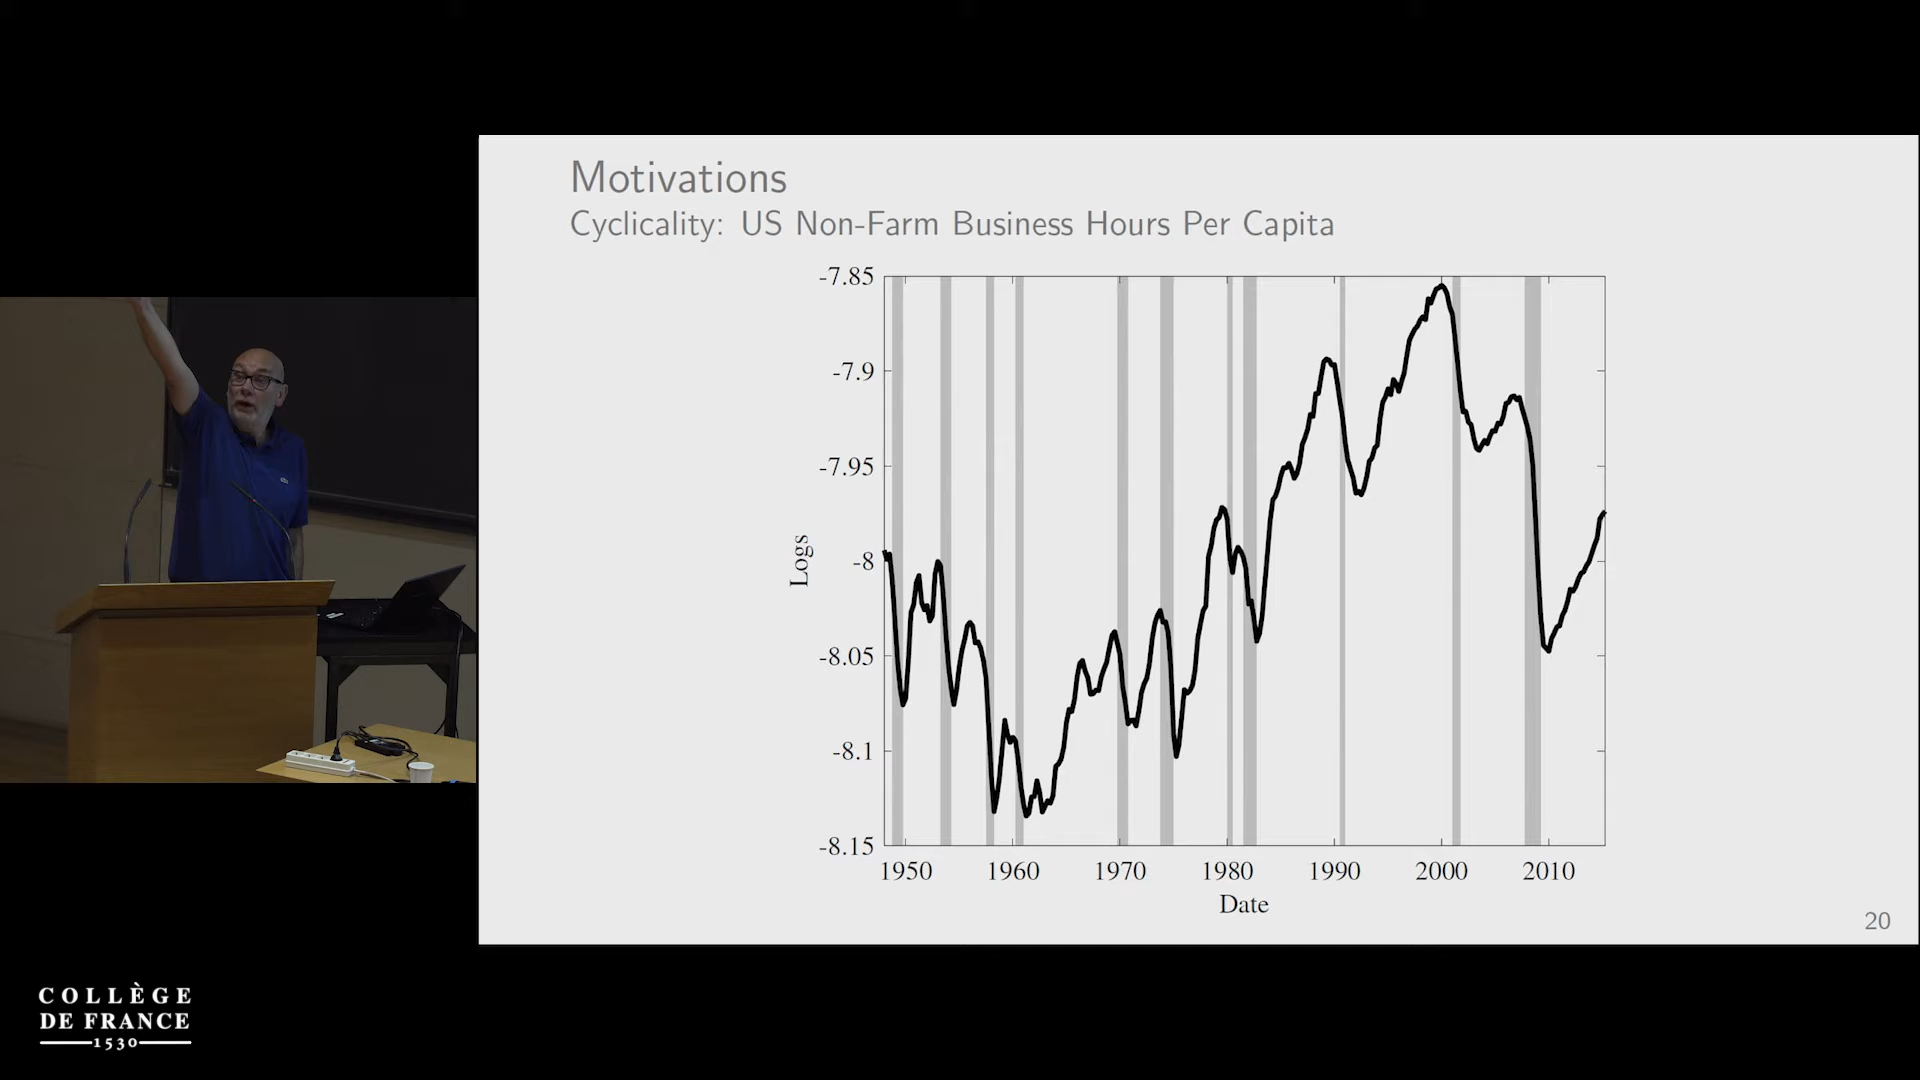 Motivations
Cyclicality: US Non-Farm Business Hours Per Capita
-7.85
-7.9
-7.95
-8
-8.05
-8.1
-8.15
Logs
1950 1960 1970 1980 1990 2000 2010
Date
20
COLLÈGE
DE FRANCE
1530